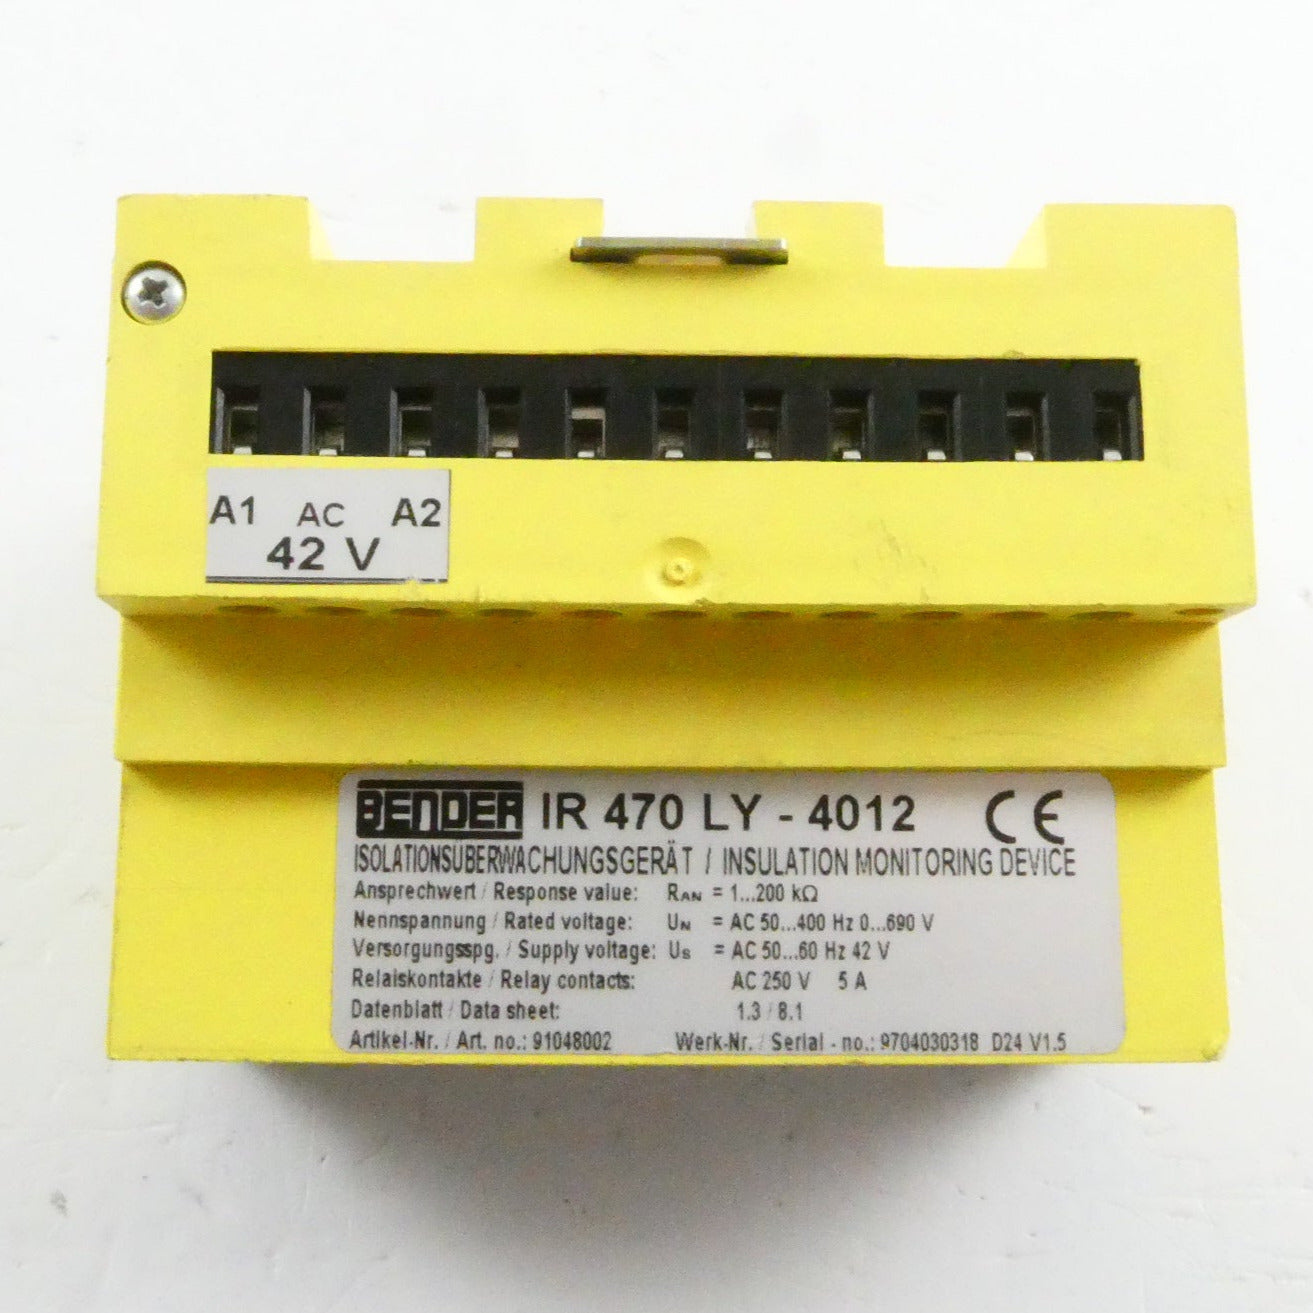 A1 AC A2
42 V
BENDER IR 470 LY - 4012 CE
ISOLATIONSÜBERWACHUNGSGERÄT / INSULATION MONITORING DEVICE
Ansprechwert / Response value: RAN = 1...200 kΩ
Nennspannung / Rated voltage: UN = AC 50...400 Hz 0...690 V
Versorgungsspg. / Supply voltage: US = AC 50...60 Hz 42 V
Relaiskontakte / Relay contacts: AC 250 V 5 A
Datenblatt / Data sheet: 1.3 / 8.1
Artikel-Nr. / Art. no.: 91048002 Werk-Nr. / Serial - no.: 9704030318 D24 V1.5